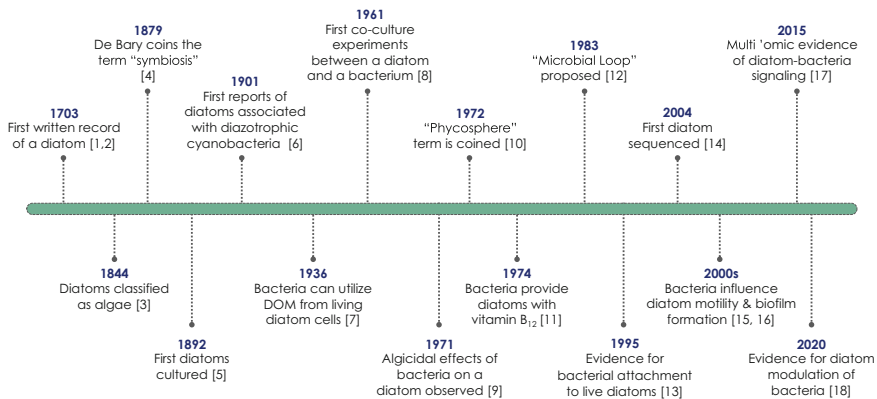 1703
First written record
of a diatom [1,2]
1844
Diatoms classified
as algae [3]
1879
De Bary coins the
term “symbiosis”
[4]
1892
First diatoms
cultured [5]
1901
First reports of
diatoms associated
with diazotrophic
cyanobacteria [6]
1936
Bacteria can utilize
DOM from living
diatom cells [7]
1961
First co-culture
experiments
between a diatom
and a bacterium [8]
1971
Algicidal effects of
bacteria on a
diatom observed [9]
1972
“Phycosphere”
term is coined [10]
1974
Bacteria provide
diatoms with
vitamin B₁₂ [11]
1983
“Microbial Loop”
proposed [12]
1995
Evidence for
bacterial attachment
to live diatoms [13]
2004
First diatom
sequenced [14]
2000s
Bacteria influence
diatom motility & biofilm
formation [15, 16]
2015
Multi ’omic evidence
of diatom-bacteria
signaling [17]
2020
Evidence for diatom
modulation of
bacteria [18]